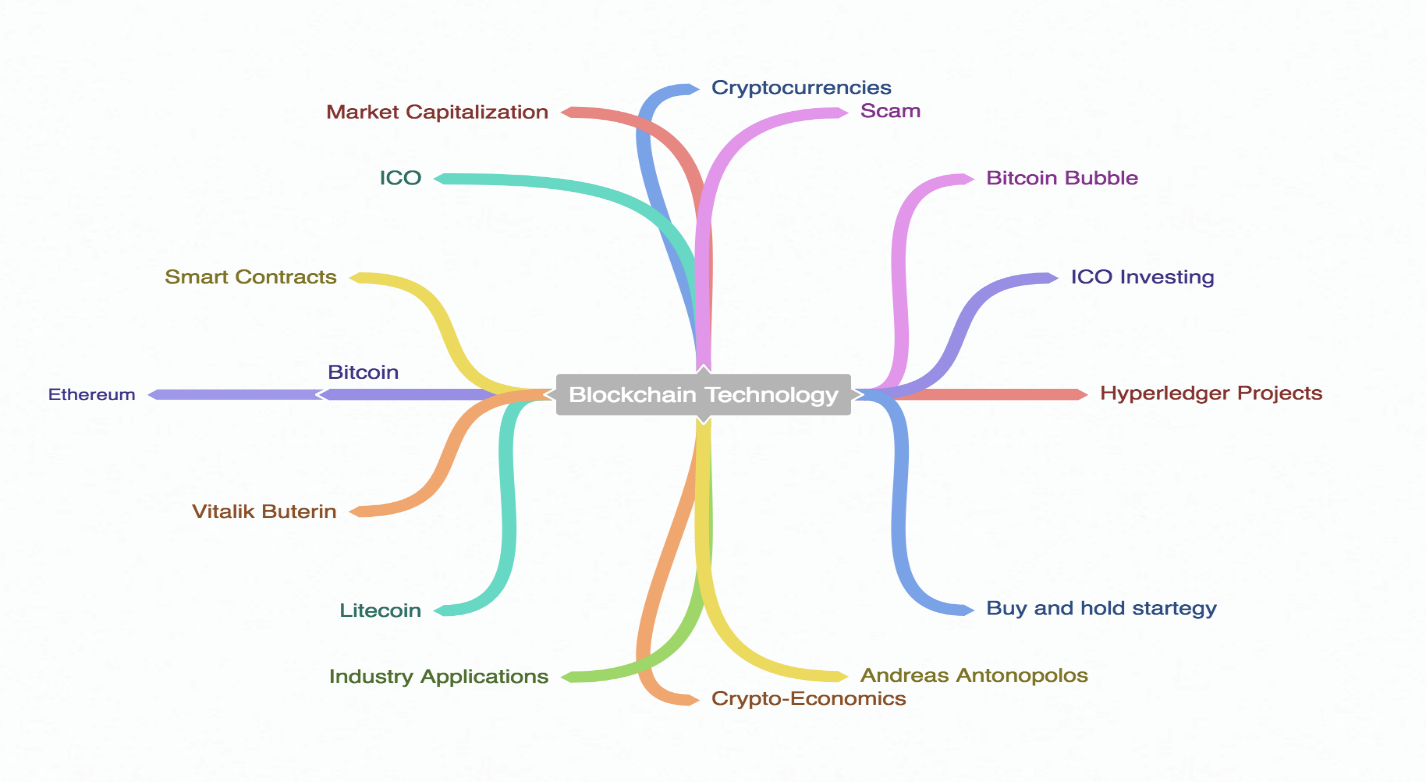 Cryptocurrencies
Market Capitalization
Scam
ICO
Bitcoin Bubble
Smart Contracts
ICO Investing
Bitcoin
Ethereum
Blockchain Technology
Hyperledger Projects
Vitalik Buterin
Litecoin
Buy and hold startegy
Industry Applications
Andreas Antonopolos
Crypto-Economics